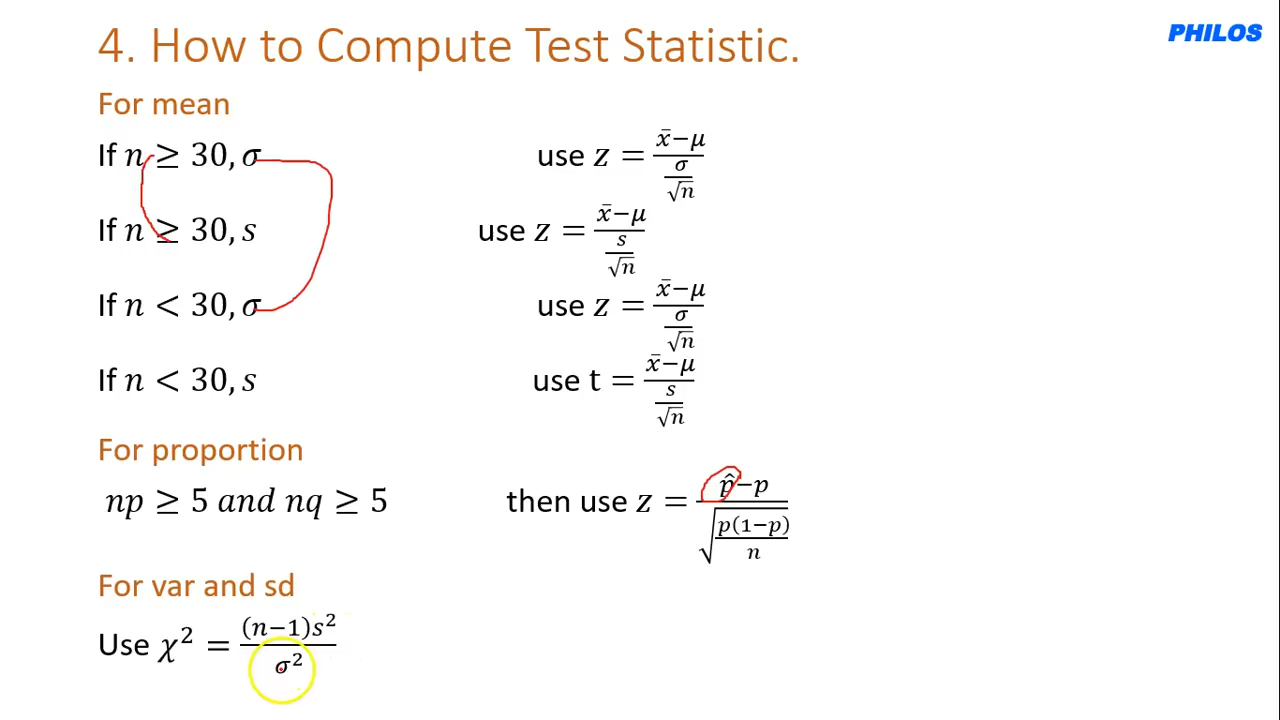 4. How to Compute Test Statistic.
PHILOS
For mean
If n ≥ 30, σ use z = (x̄−μ)/(σ/√n)
If n ≥ 30, s use z = (x̄−μ)/(s/√n)
If n < 30, σ use z = (x̄−μ)/(σ/√n)
If n < 30, s use t = (x̄−μ)/(s/√n)
For proportion
np ≥ 5 and nq ≥ 5 then use z = (p̂−p)/√(p(1−p)/n)
For var and sd
Use χ² = (n−1)s²/σ²